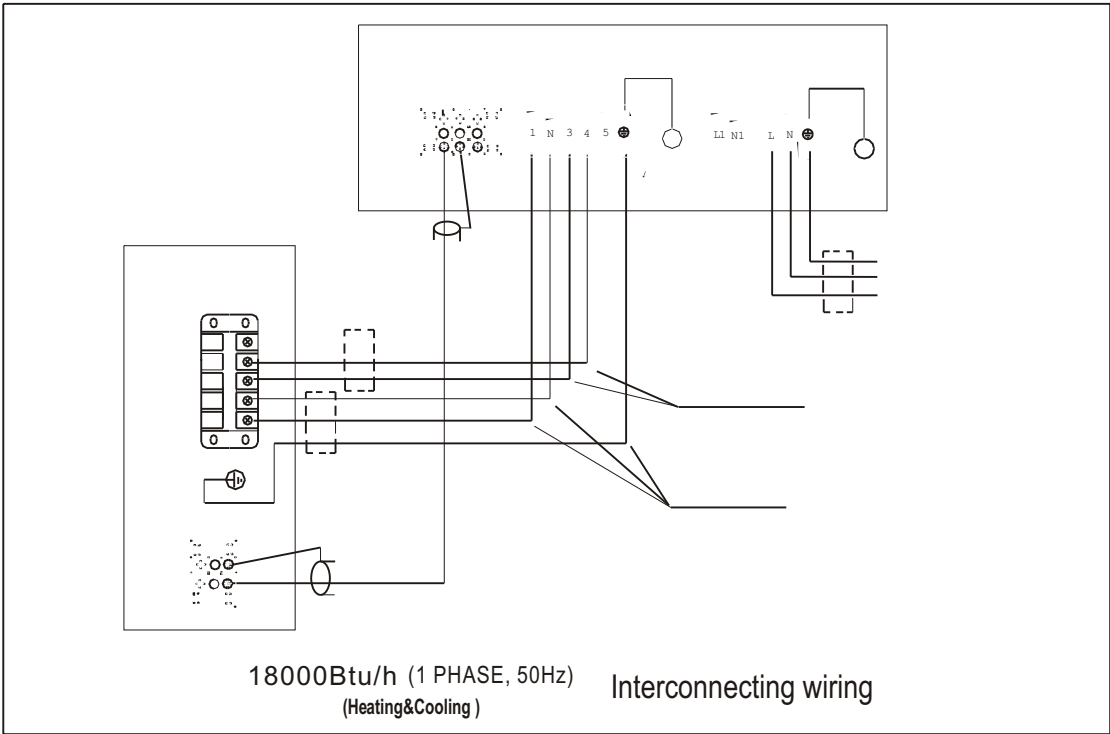 1 N 3 4 5 L1 N1 L N
18000Btu/h (1 PHASE, 50Hz) Interconnecting wiring
(Heating&Cooling )